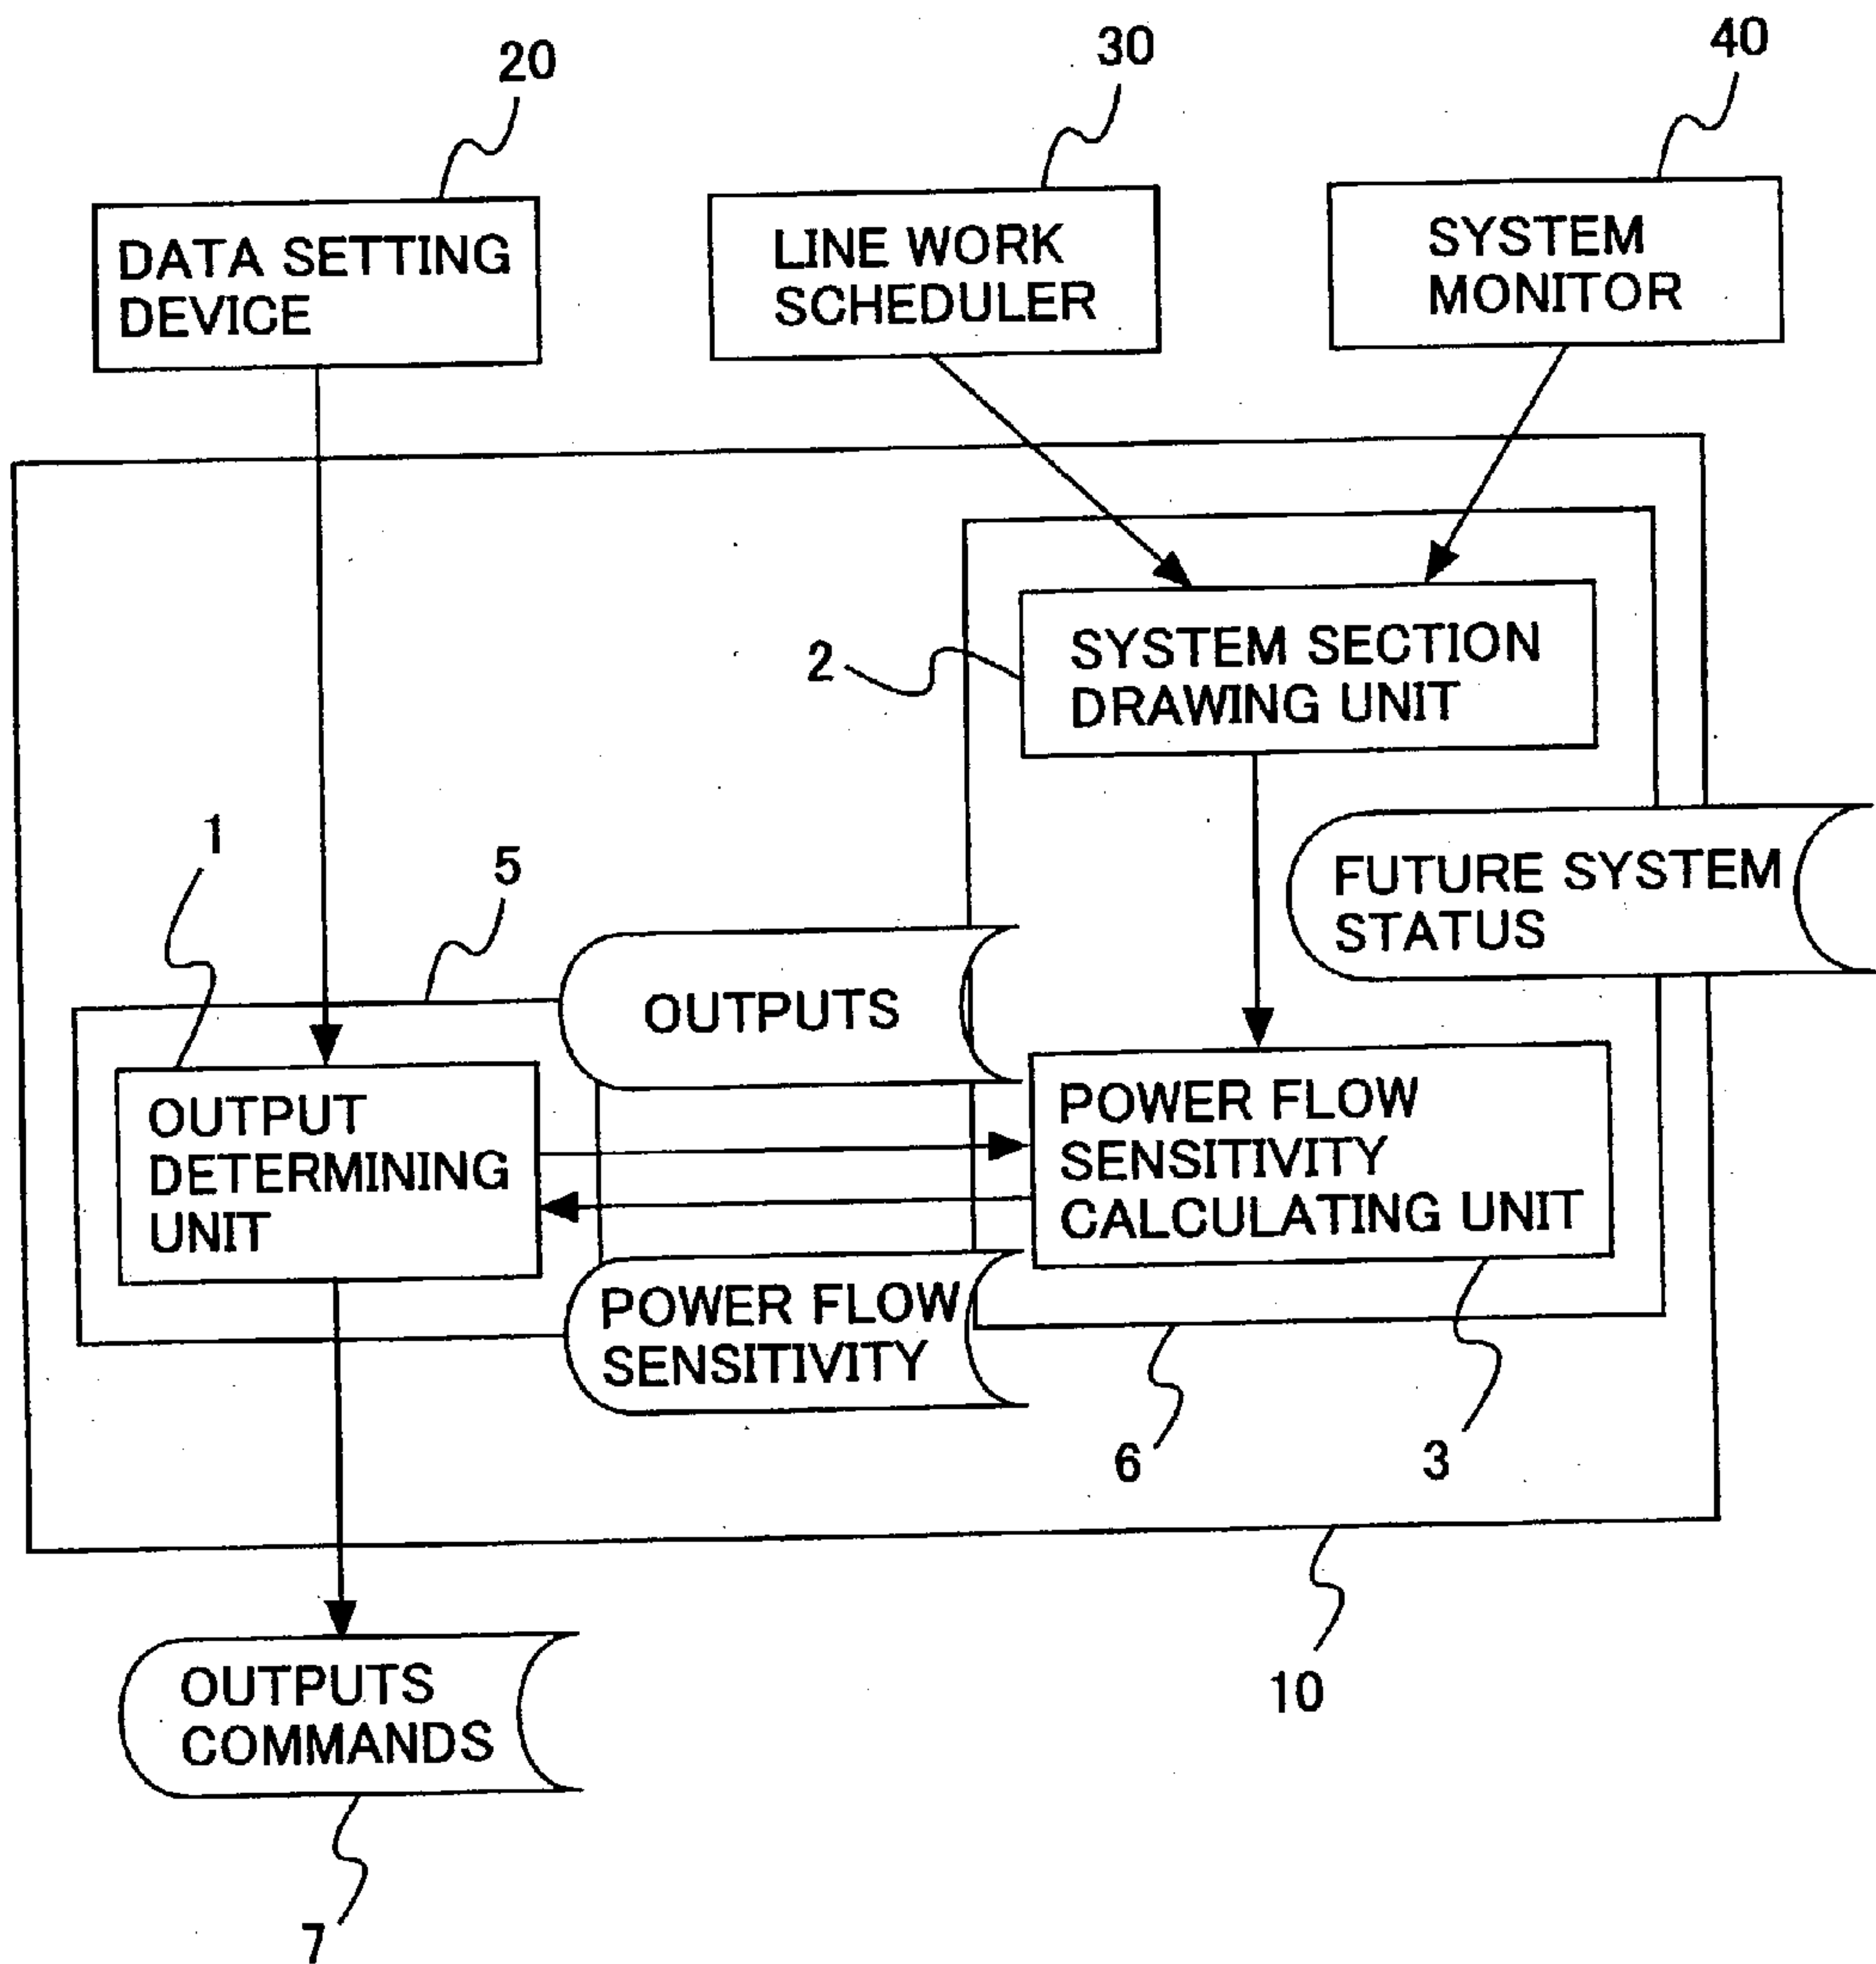 20
30
40
DATA SETTING
DEVICE
LINE WORK
SCHEDULER
SYSTEM
MONITOR
2
SYSTEM SECTION
DRAWING UNIT
1
5
FUTURE SYSTEM
STATUS
OUTPUTS
OUTPUT
DETERMINING
UNIT
POWER FLOW
SENSITIVITY
CALCULATING UNIT
POWER FLOW
SENSITIVITY
6
3
10
OUTPUTS
COMMANDS
7